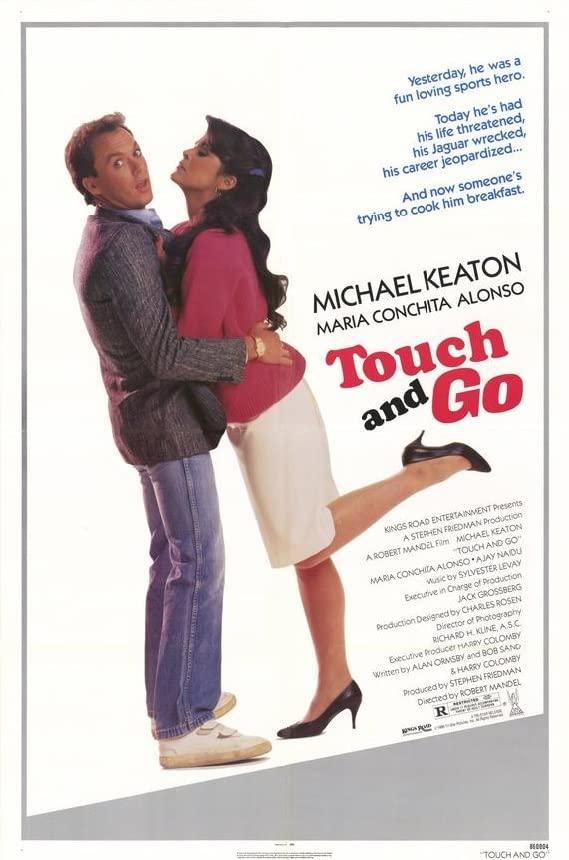 Yesterday, he was a
fun loving sports hero.
Today he's had
his life threatened,
his Jaguar wrecked,
his career jeopardized...
And now someone's
trying to cook him breakfast.
MICHAEL KEATON
MARIA CONCHITA ALONSO
Touch
and Go
KINGS ROAD ENTERTAINMENT Presents
A STEPHEN FRIEDMAN Production
A ROBERT MANDEL Film MICHAEL KEATON
"TOUCH AND GO"
MARIA CONCHITA ALONSO • AJAY NAIDU
Music by SYLVESTER LEVAY
Executive in Charge of Production
JACK GROSSBERG
Production Designed by CHARLES ROSEN
Director of Photography
RICHARD H. KLINE, A.S.C.
Executive Producer HARRY COLOMBY
Written by ALAN ORMSBY and BOB SAND
& HARRY COLOMBY
Produced by STEPHEN FRIEDMAN
Directed by ROBERT MANDEL
R RESTRICTED
KINGS ROAD
860004
"TOUCH AND GO"